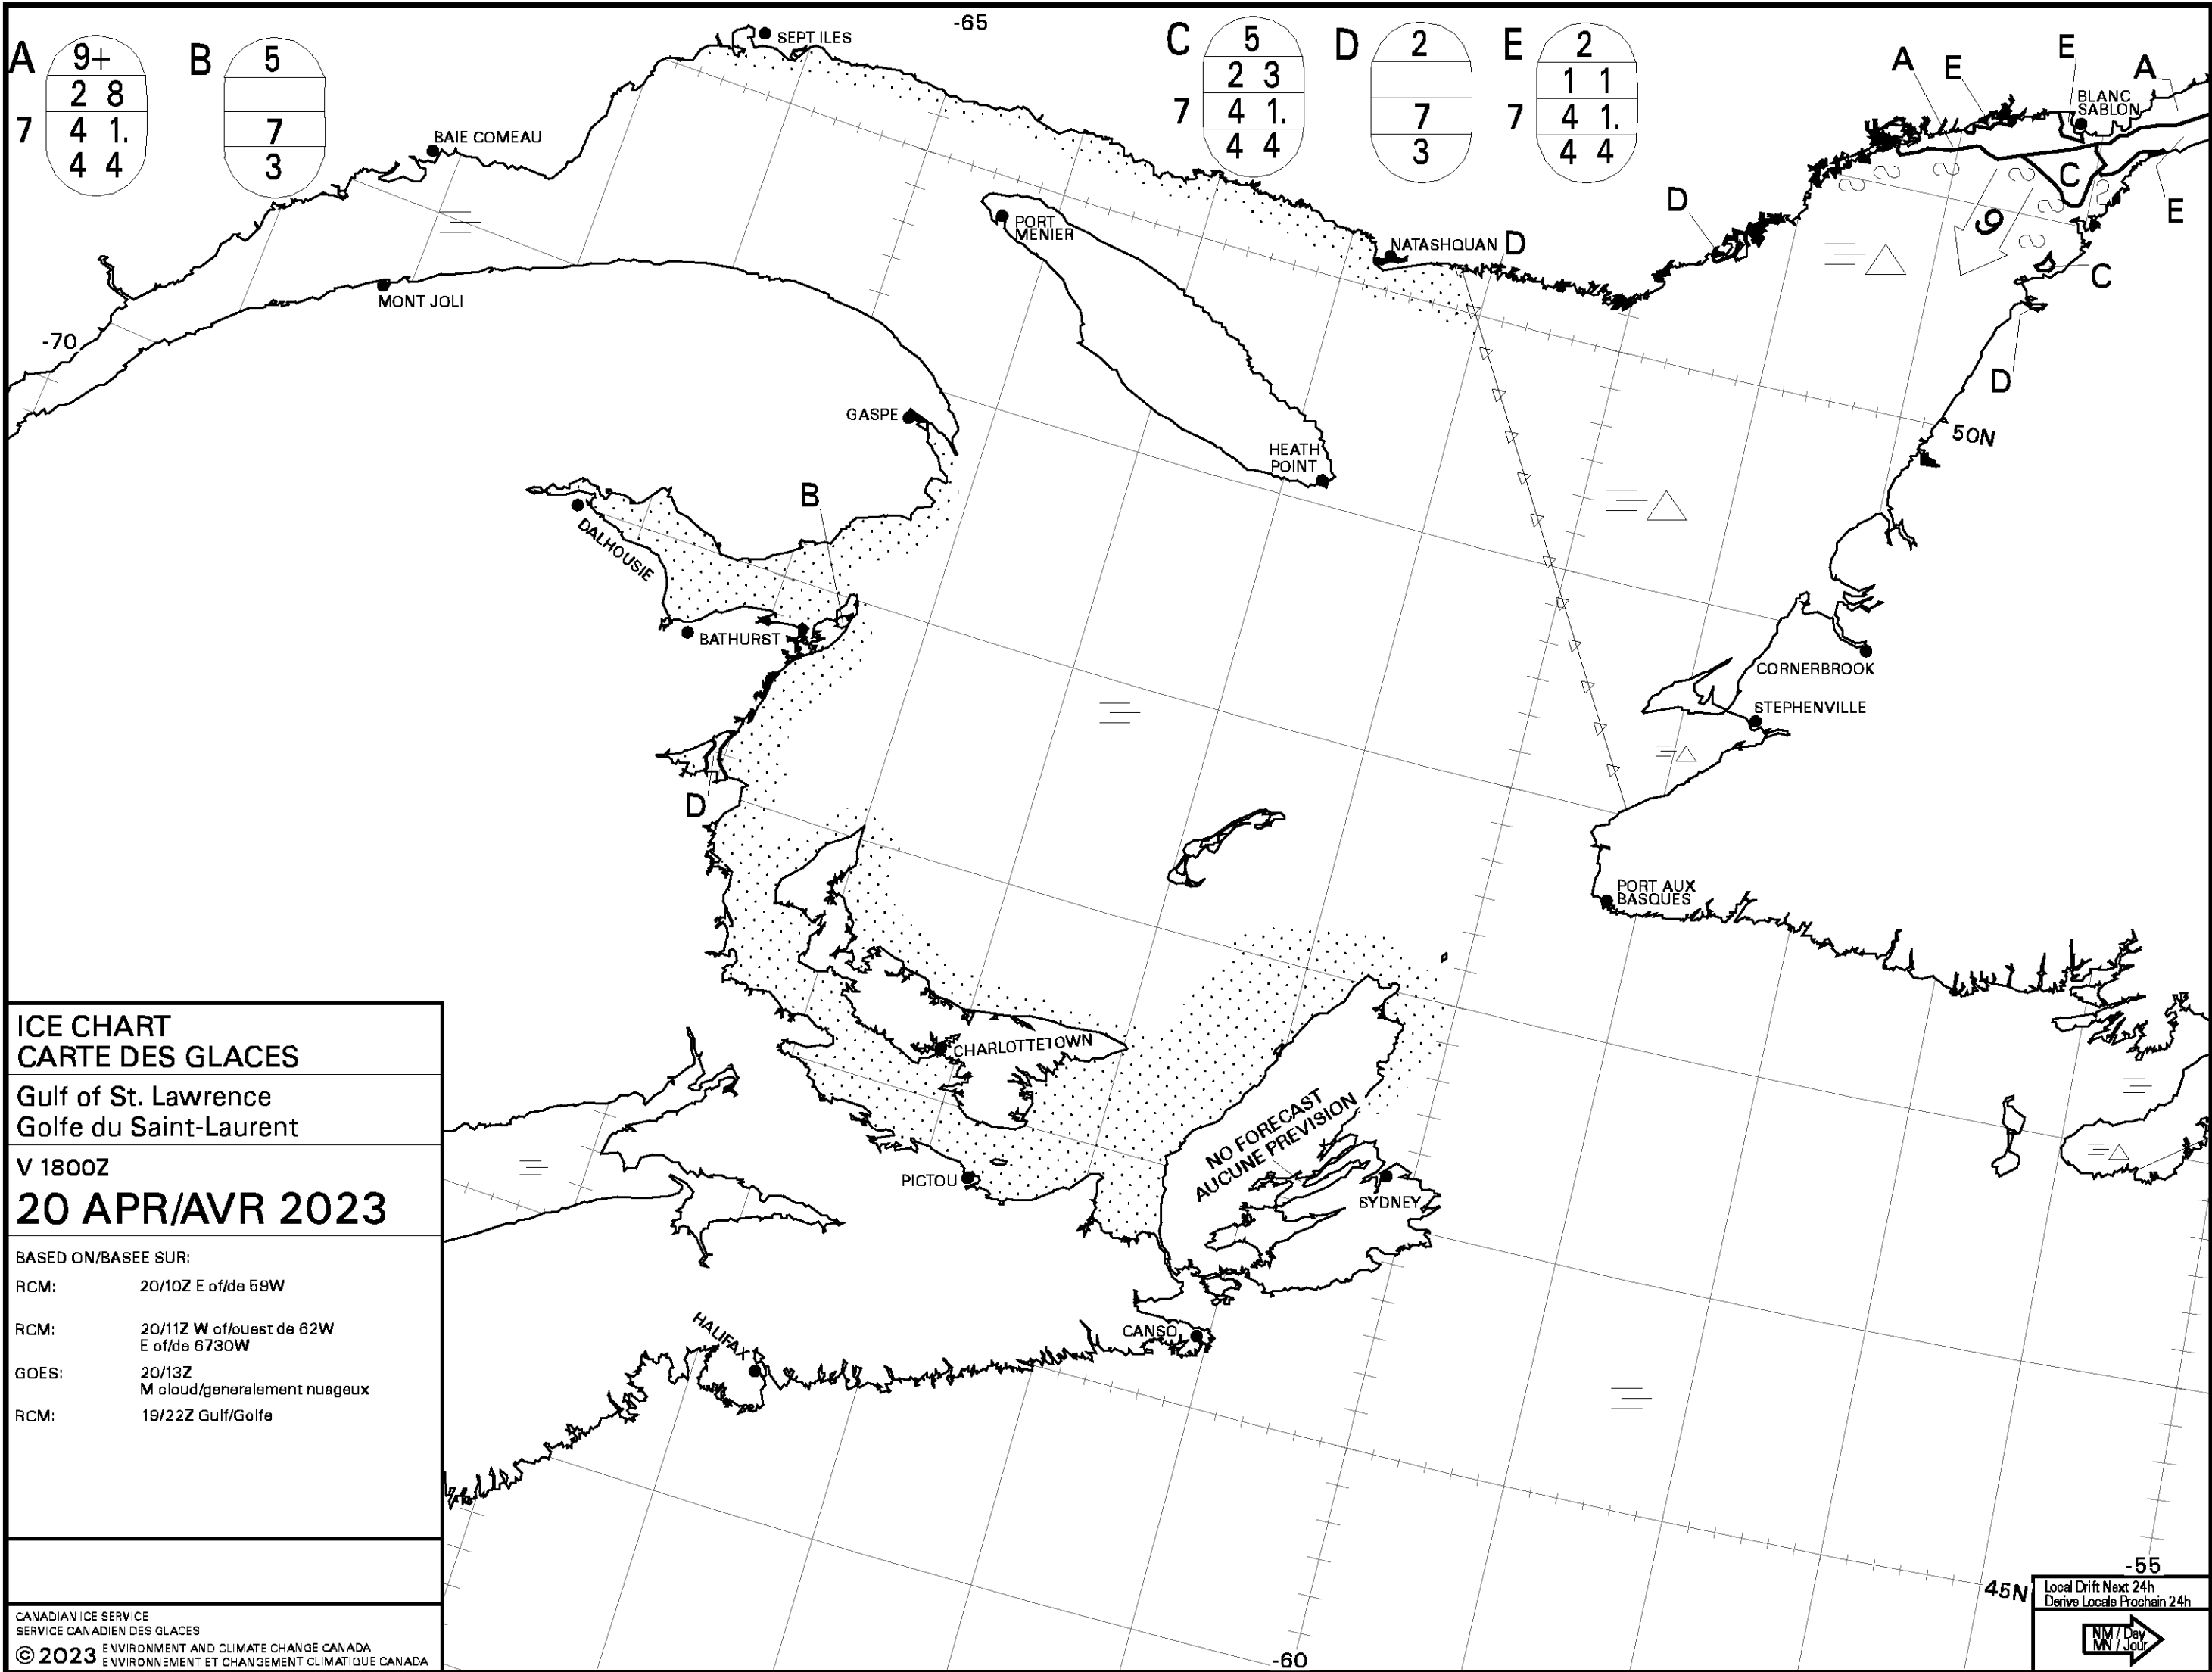 A
9+
2 8
7 4 1.
4 4
B
5
7
3
-65
C
5
2 3
7 4 1.
4 4
D
2
7
3
E
2
1 1
7 4 1.
4 4
SEPT ILES
A
E
E
A
BLANC
SABLON
BAIE COMEAU
C
D
E
9
PORT
MENIER
NATASHQUAN
D
C
MONT JOLI
-70
D
GASPE
50N
HEATH
POINT
B
DALHOUSIE
BATHURST
CORNERBROOK
STEPHENVILLE
D
PORT AUX
BASQUES
CHARLOTTETOWN
NO FORECAST
AUCUNE PREVISION
PICTOU
SYDNEY
CANSO
HALIFAX
ICE CHART
CARTE DES GLACES
Gulf of St. Lawrence
Golfe du Saint-Laurent
V 1800Z
20 APR/AVR 2023
BASED ON/BASEE SUR:
RCM: 20/10Z E of/de 59W
RCM: 20/11Z W of/ouest de 62W
E of/de 6730W
GOES: 20/13Z
M cloud/generalement nuageux
RCM: 19/22Z Gulf/Golfe
CANADIAN ICE SERVICE
SERVICE CANADIEN DES GLACES
© 2023 ENVIRONMENT AND CLIMATE CHANGE CANADA
ENVIRONNEMENT ET CHANGEMENT CLIMATIQUE CANADA
-60
-55
45N
Local Drift Next 24h
Derive Locale Prochain 24h
NM / Day
MN / Jour